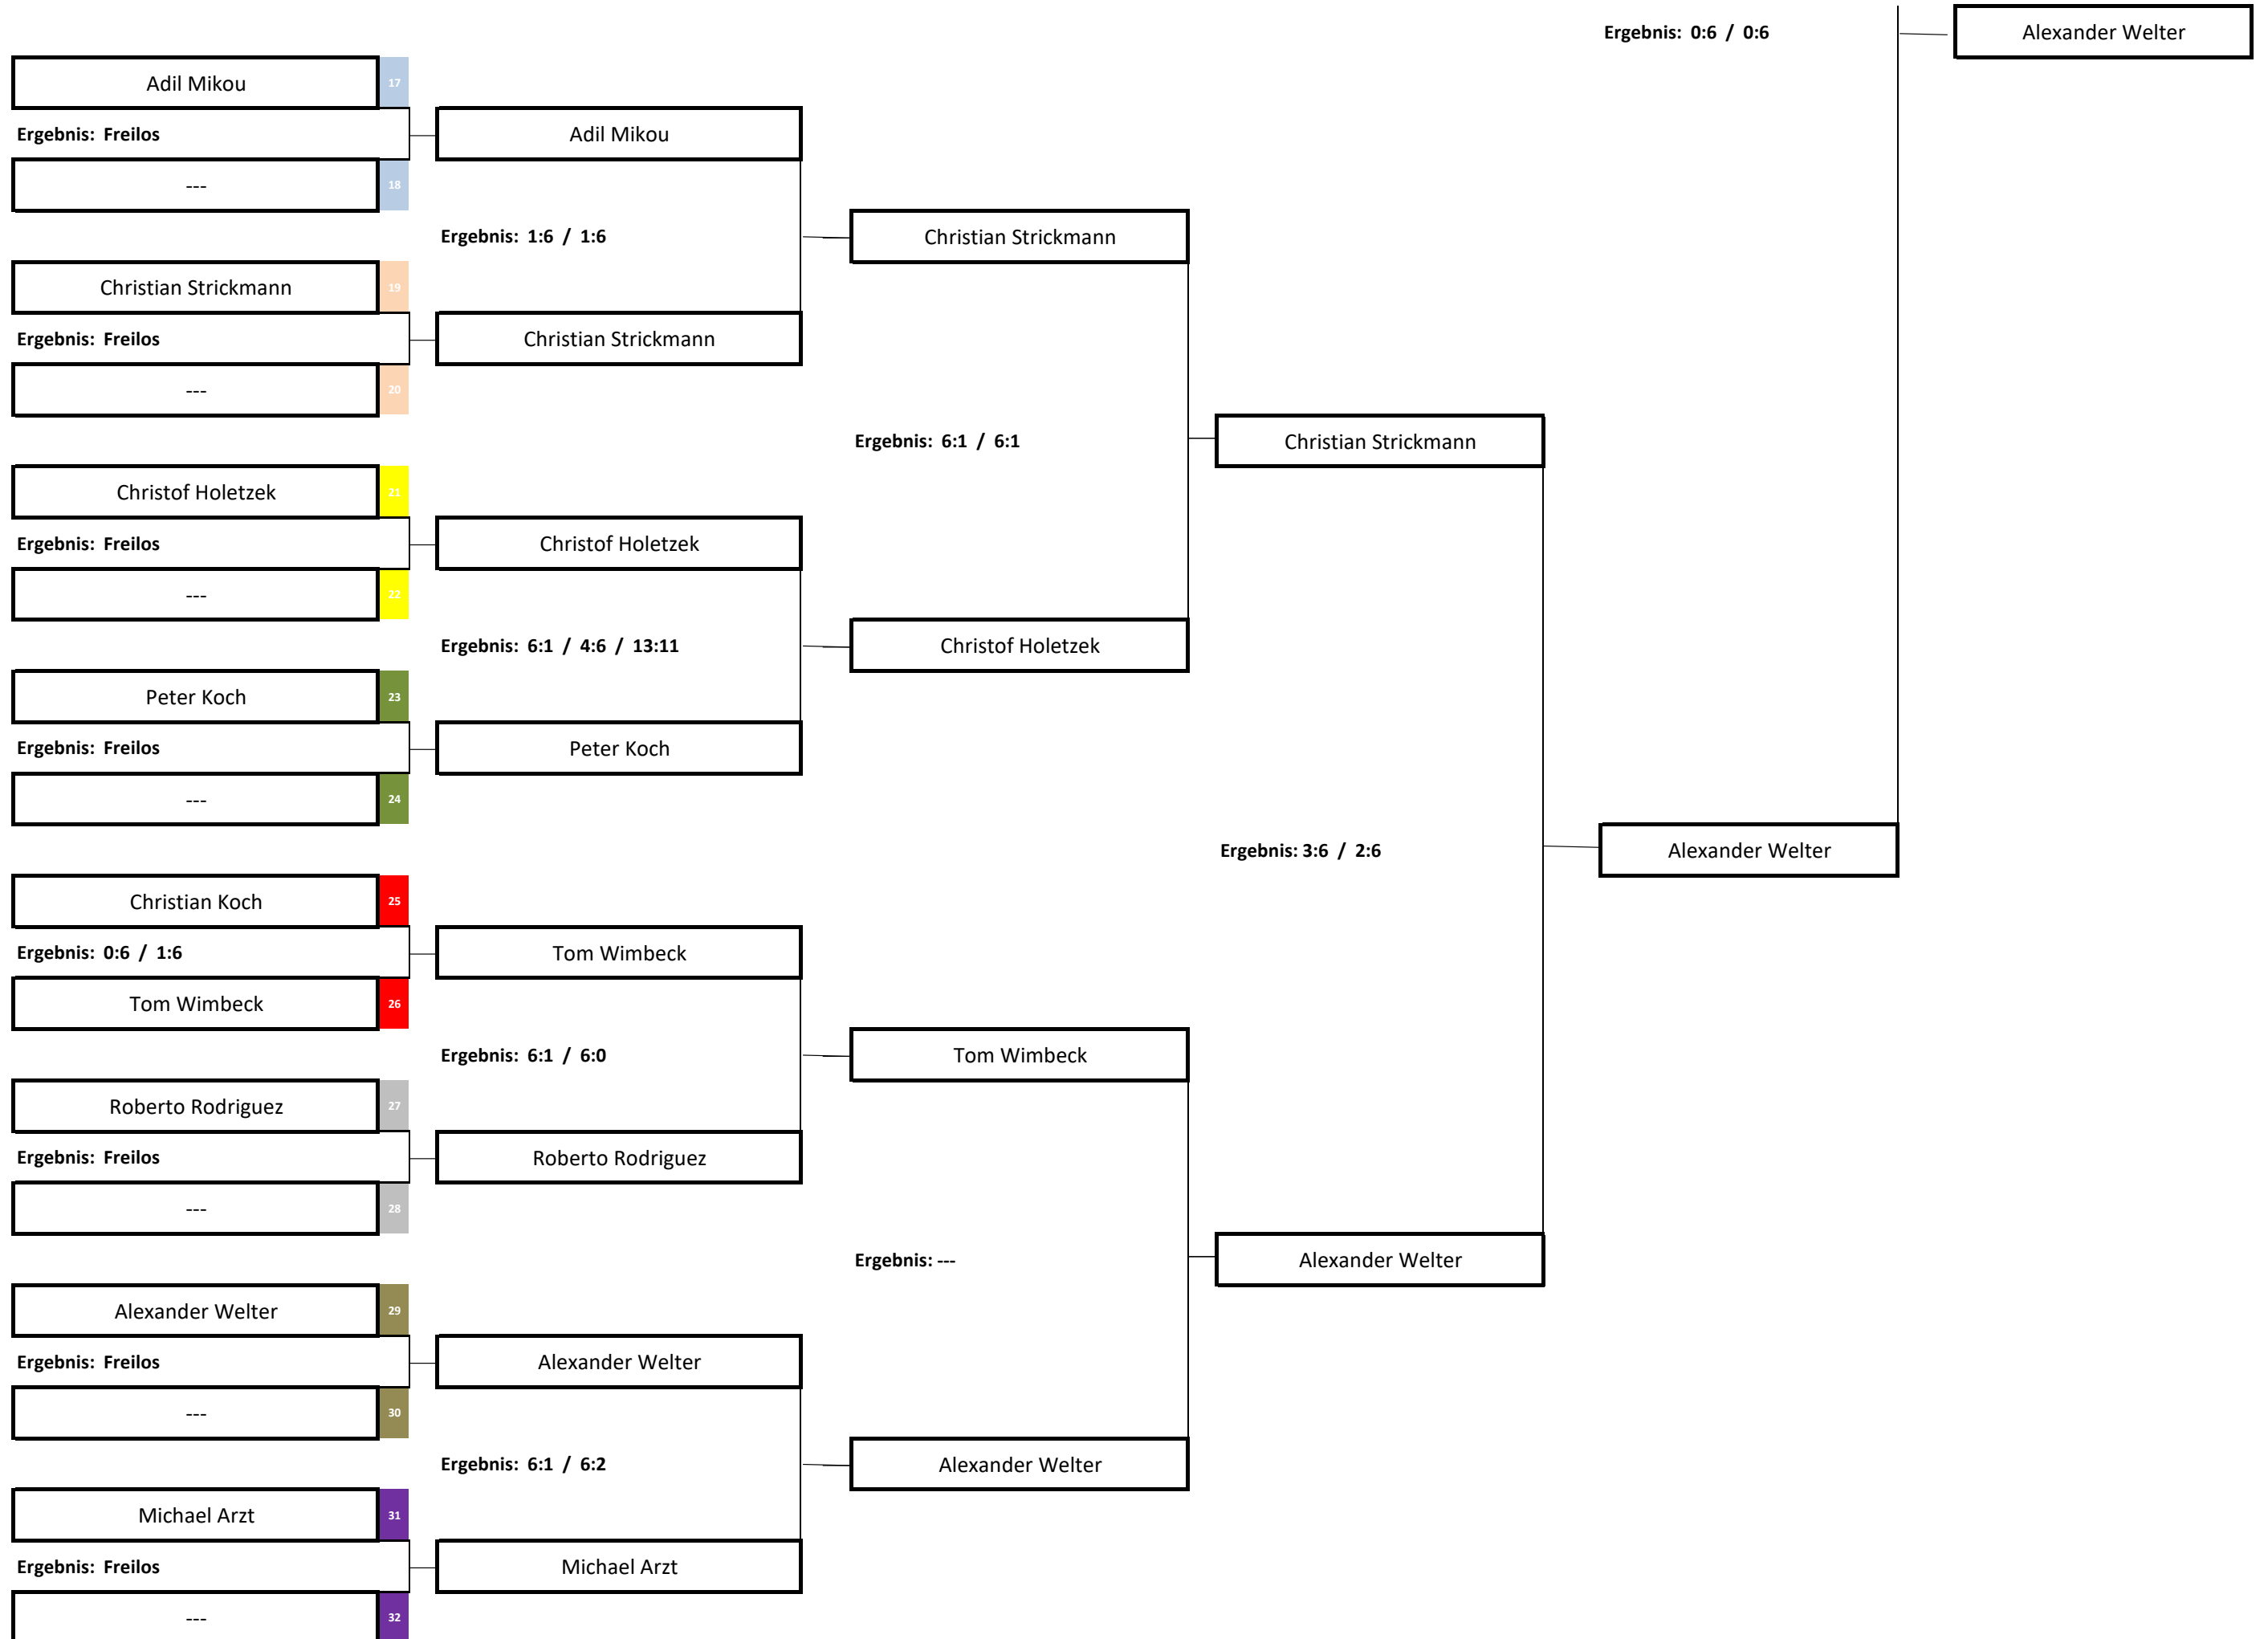 Ergebnis: 0:6 / 0:6
Alexander Welter
Adil Mikou
17
Ergebnis: Freilos
Adil Mikou
---
18
Ergebnis: 1:6 / 1:6
Christian Strickmann
Christian Strickmann
19
Ergebnis: Freilos
Christian Strickmann
---
20
Ergebnis: 6:1 / 6:1
Christian Strickmann
Christof Holetzek
21
Ergebnis: Freilos
Christof Holetzek
---
22
Ergebnis: 6:1 / 4:6 / 13:11
Christof Holetzek
Peter Koch
23
Ergebnis: Freilos
Peter Koch
---
24
Ergebnis: 3:6 / 2:6
Alexander Welter
Christian Koch
25
Ergebnis: 0:6 / 1:6
Tom Wimbeck
Tom Wimbeck
26
Ergebnis: 6:1 / 6:0
Tom Wimbeck
Roberto Rodriguez
27
Ergebnis: Freilos
Roberto Rodriguez
---
28
Ergebnis: ---
Alexander Welter
Alexander Welter
29
Ergebnis: Freilos
Alexander Welter
---
30
Ergebnis: 6:1 / 6:2
Alexander Welter
Michael Arzt
31
Ergebnis: Freilos
Michael Arzt
---
32